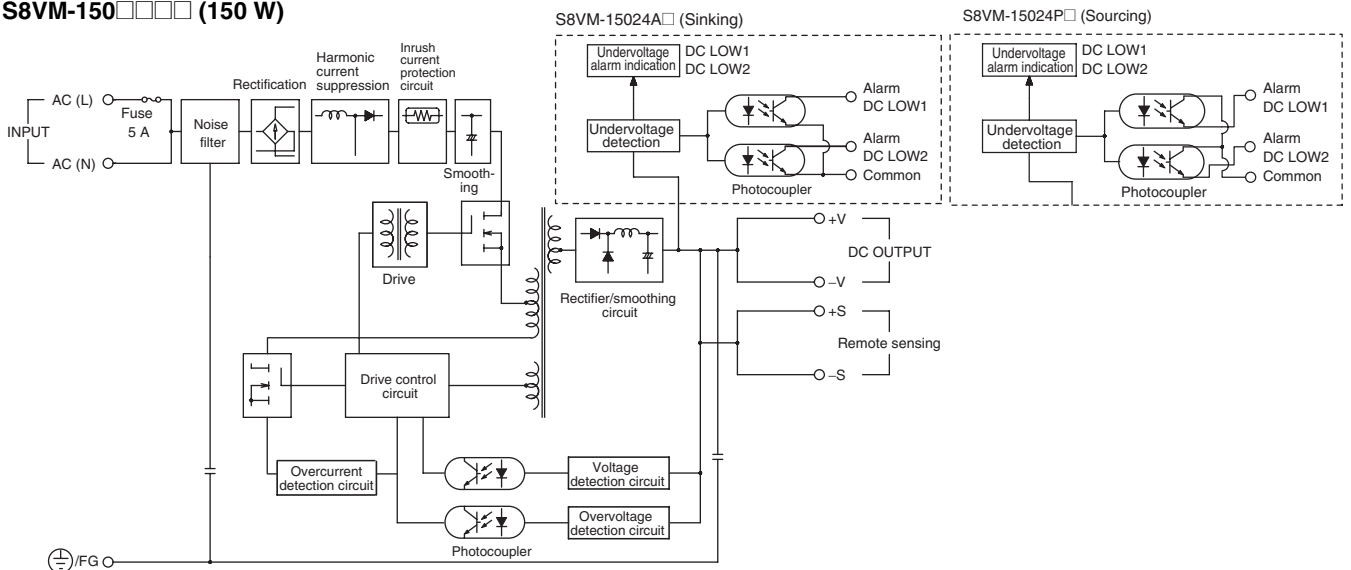 S8VM-150□□□□ (150 W)
S8VM-15024A□ (Sinking)
S8VM-15024P□ (Sourcing)
INPUT
AC (L)
AC (N)
Fuse
5 A
Noise
filter
Rectification
Harmonic
current
suppression
Inrush
current
protection
circuit
Smooth-
ing
Undervoltage
alarm indication
DC LOW1
DC LOW2
Undervoltage
detection
Photocoupler
Alarm
DC LOW1
Alarm
DC LOW2
Common
Undervoltage
alarm indication
DC LOW1
DC LOW2
Undervoltage
detection
Photocoupler
Alarm
DC LOW1
Alarm
DC LOW2
Common
Drive
Rectifier/smoothing
circuit
+V
DC OUTPUT
–V
+S
Remote sensing
–S
Drive control
circuit
Overcurrent
detection circuit
Voltage
detection circuit
Overvoltage
detection circuit
Photocoupler
/FG